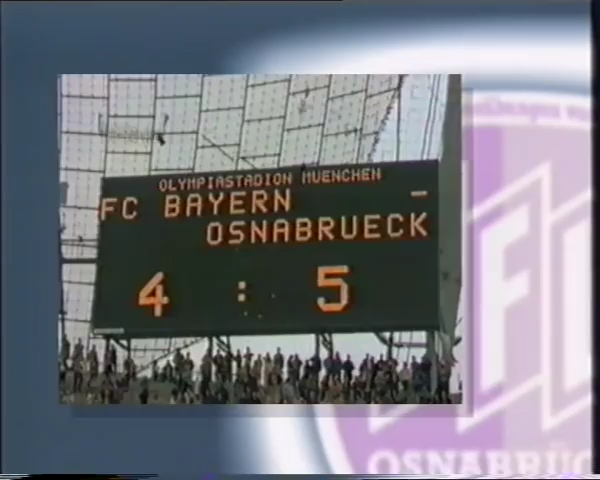 OLYMPIASTADION MUENCHEN
FC BAYERN -
OSNABRUECK
4 : 5
OSNABRÜC